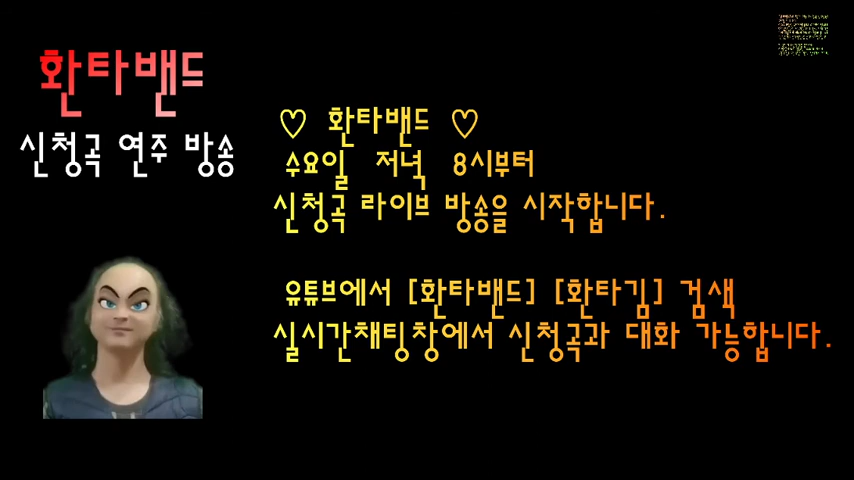 환타밴드
신청곡 연주 방송
♡ 환타밴드 ♡
수요일 저녁 8시부터
신청곡 라이브 방송을 시작합니다.
유튜브에서 [환타밴드] [환타김] 검색
실시간채팅창에서 신청곡과 대화 가능합니다.